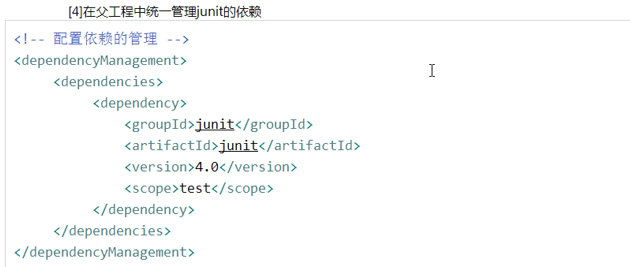 [4]在父工程中统一管理junit的依赖
<!-- 配置依赖的管理 -->
<dependencyManagement>
<dependencies>
<dependency>
<groupId>junit</groupId>
<artifactId>junit</artifactId>
<version>4.0</version>
<scope>test</scope>
</dependency>
</dependencies>
</dependencyManagement>